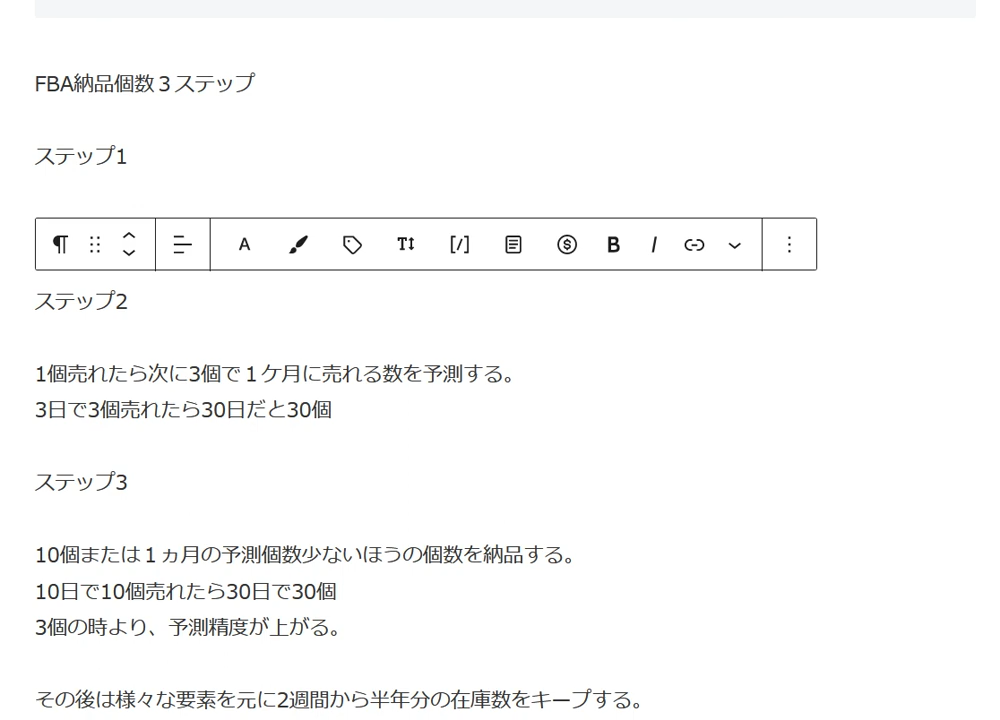 FBA納品個数３ステップ
ステップ1
A T [/] B I
ステップ2
1個売れたら次に3個で１ケ月に売れる数を予測する。
3日で3個売れたら30日だと30個
ステップ3
10個または１ヵ月の予測個数少ないほうの個数を納品する。
10日で10個売れたら30日で30個
3個の時より、予測精度が上がる。
その後は様々な要素を元に2週間から半年分の在庫数をキープする。